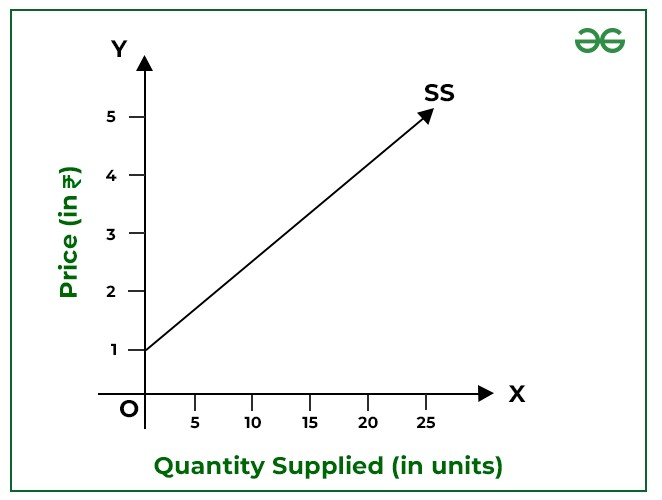 Y
SS
5
4
3
2
1
Price (in ₹)
O
X
5 10 15 20 25
Quantity Supplied (in units)